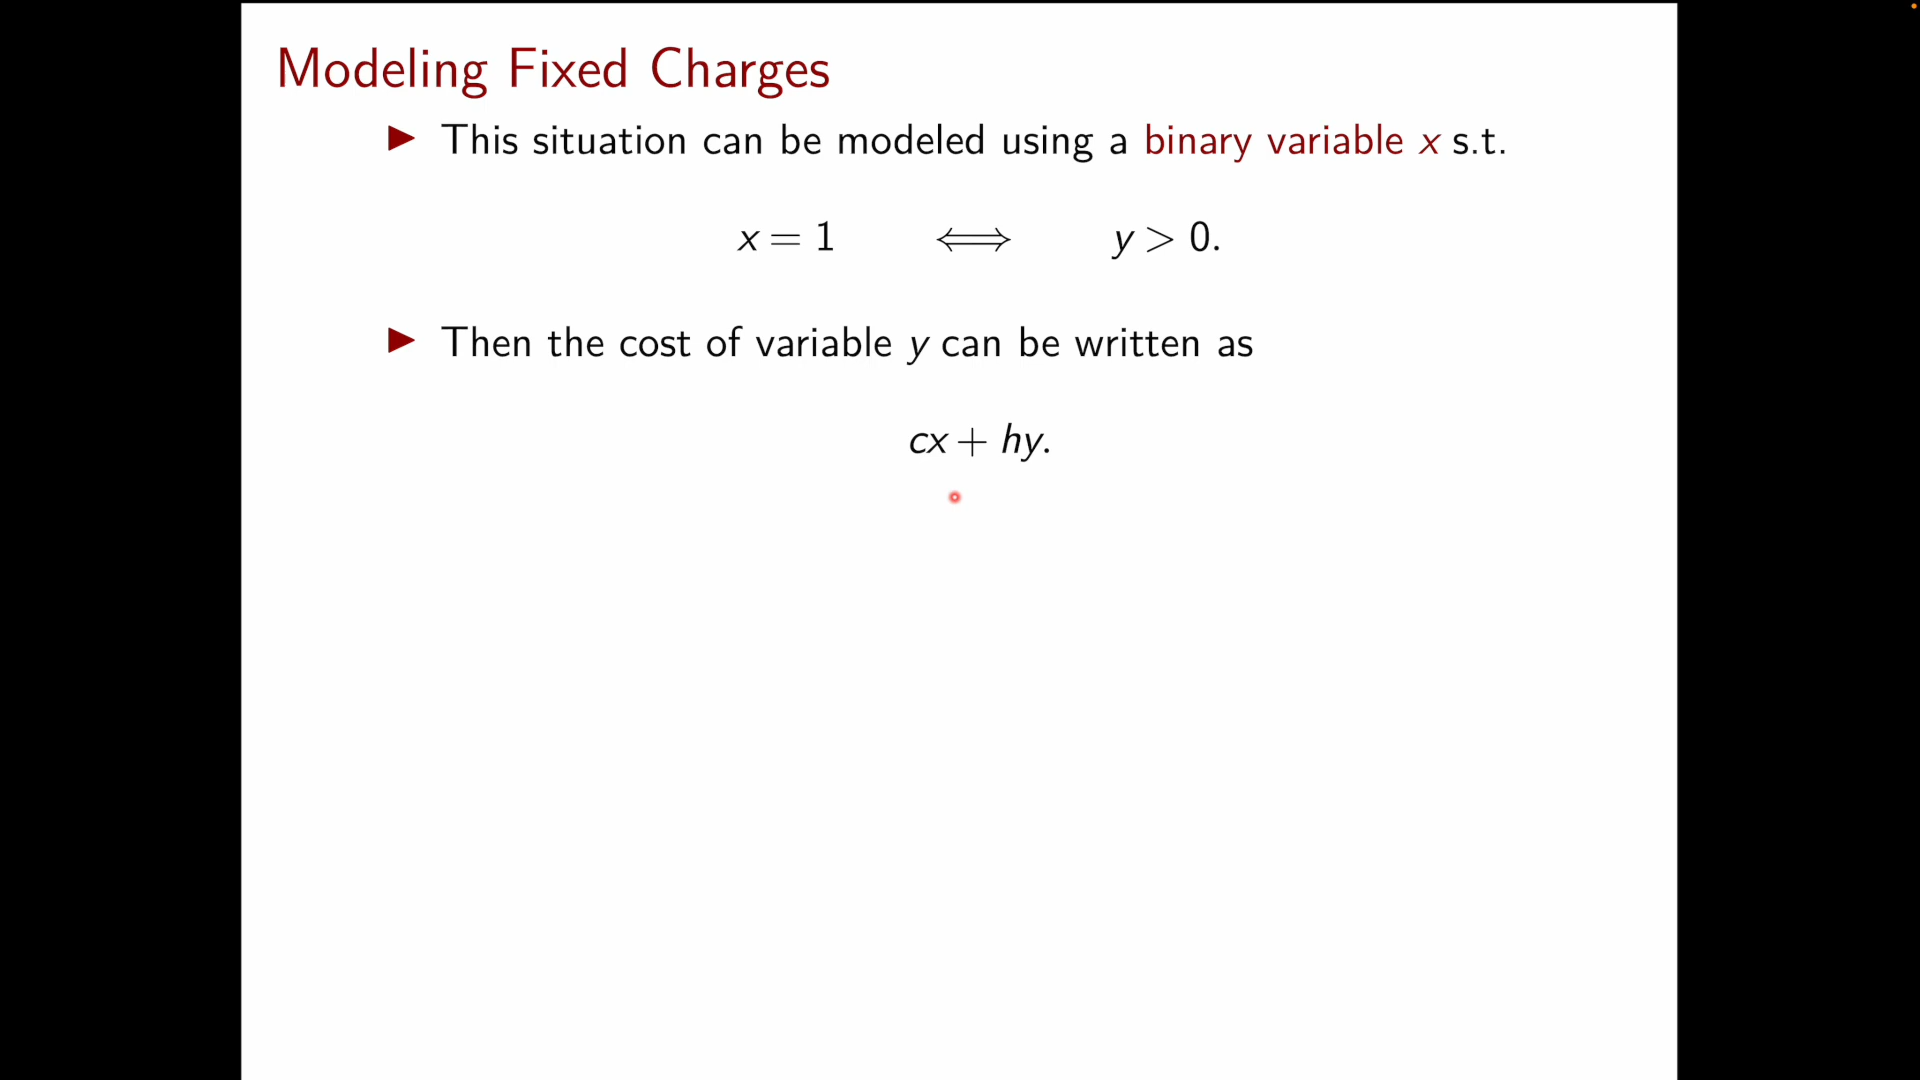 Modeling Fixed Charges
▶ This situation can be modeled using a binary variable x s.t.
x = 1 ⟺ y > 0.
▶ Then the cost of variable y can be written as
cx + hy.